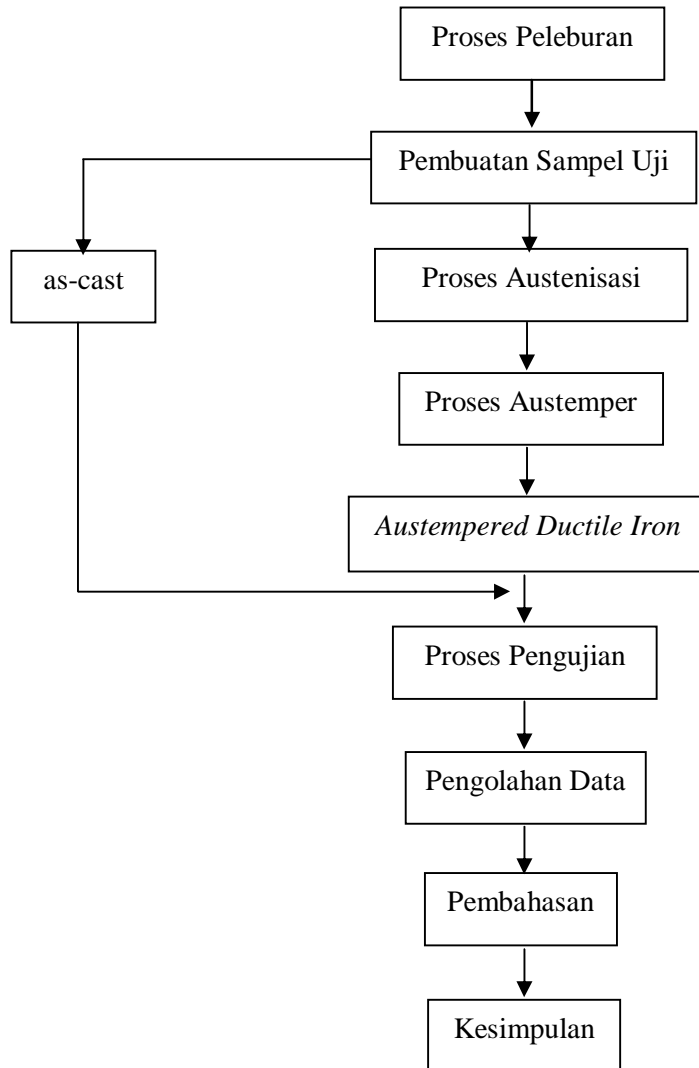 Proses Peleburan
Pembuatan Sampel Uji
as-cast
Proses Austenisasi
Proses Austemper
Austempered Ductile Iron
Proses Pengujian
Pengolahan Data
Pembahasan
Kesimpulan